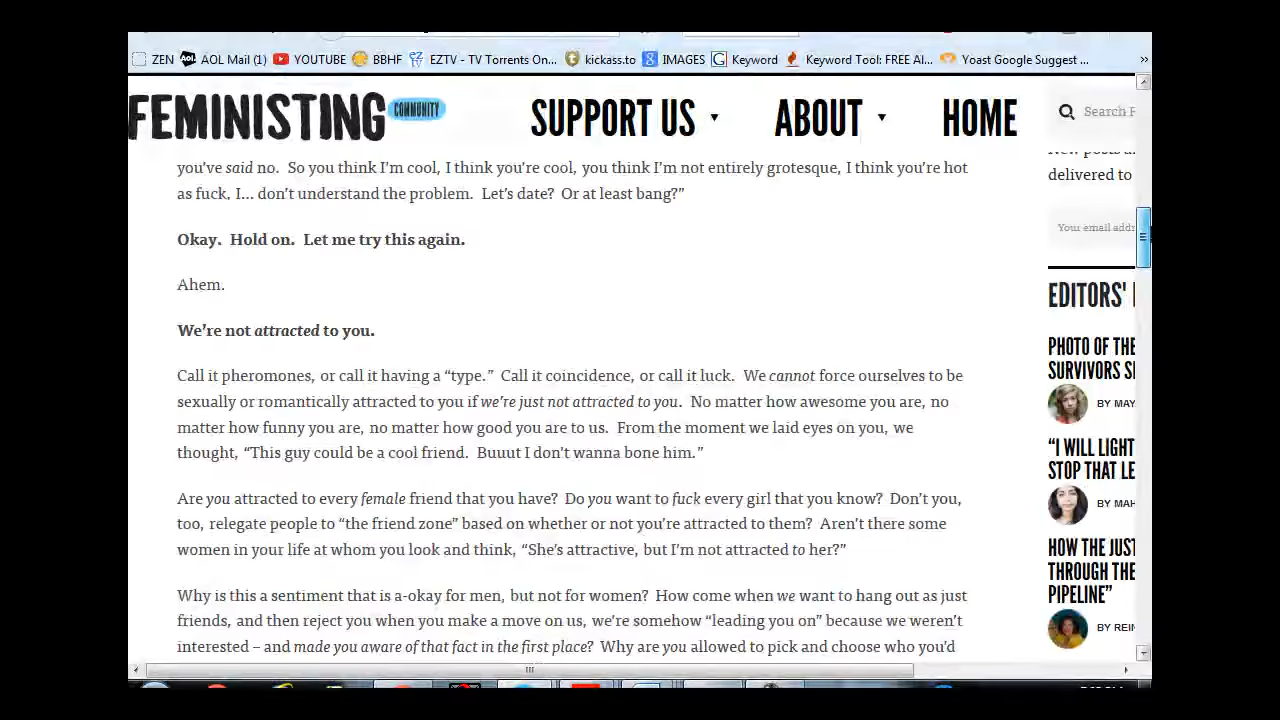 ZEN AOL Mail (1) YOUTUBE BBHF EZTV - TV Torrents On... kickass.to IMAGES Keyword Keyword Tool: FREE Al... Yoast Google Suggest ... »
FEMINISTING COMMUNITY SUPPORT US ABOUT HOME Search
delivered to
you've said no. So you think I'm cool, I think you're cool, you think I'm not entirely grotesque, I think you're hot
as fuck, I... don't understand the problem. Let's date? Or at least bang?”
Your email addr
Okay. Hold on. Let me try this again.
Ahem.
We're not attracted to you.
Call it pheromones, or call it having a “type.” Call it coincidence, or call it luck. We cannot force ourselves to be
sexually or romantically attracted to you if we're just not attracted to you. No matter how awesome you are, no
matter how funny you are, no matter how good you are to us. From the moment we laid eyes on you, we
thought, “This guy could be a cool friend. Buuut I don't wanna bone him.”
Are you attracted to every female friend that you have? Do you want to fuck every girl that you know? Don't you,
too, relegate people to “the friend zone” based on whether or not you're attracted to them? Aren't there some
women in your life at whom you look and think, “She's attractive, but I'm not attracted to her?”
Why is this a sentiment that is a-okay for men, but not for women? How come when we want to hang out as just
friends, and then reject you when you make a move on us, we're somehow “leading you on” because we weren't
interested – and made you aware of that fact in the first place? Why are you allowed to pick and choose who you'd
EDITORS'
PHOTO OF THE
SURVIVORS S
BY MAY
“I WILL LIGHT
STOP THAT LE
BY MAH
HOW THE JUST
THROUGH THE
PIPELINE”
BY REIN